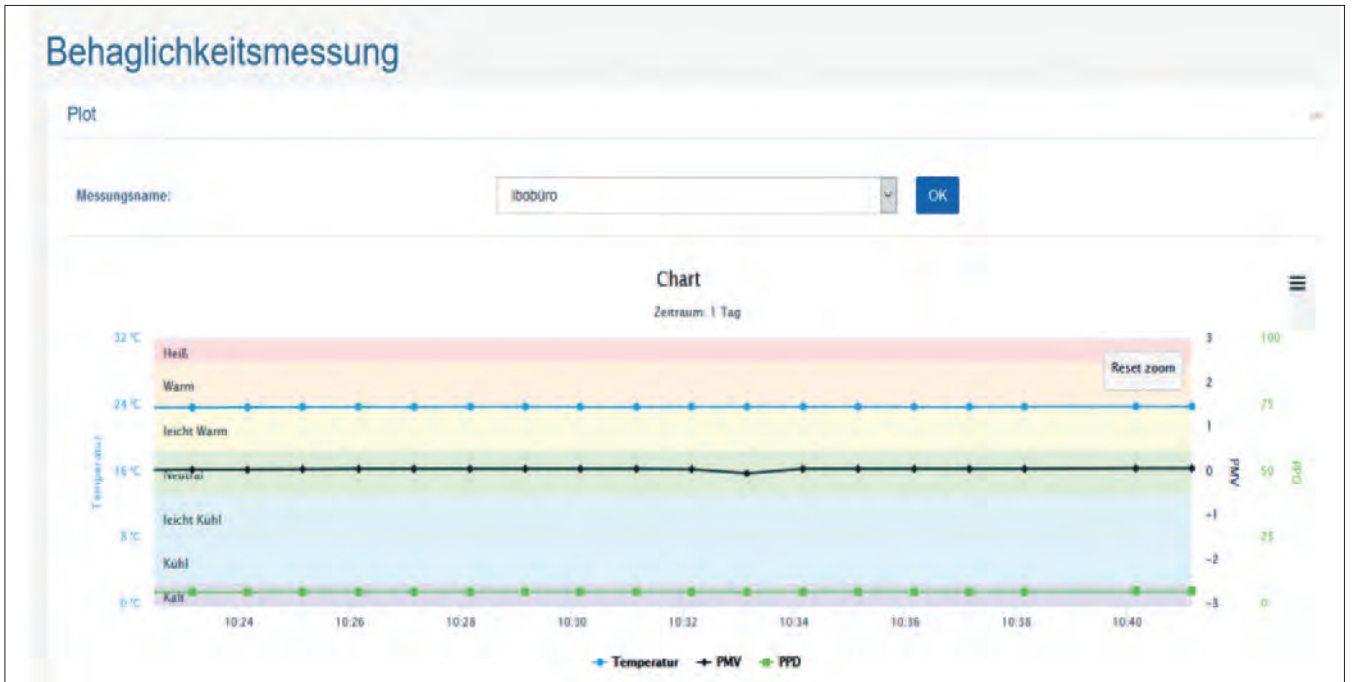 Behaglichkeitsmessung
Plot
Messungsname:
Ibobüro
OK
Chart
Zeitraum: 1 Tag
32 °C
Heiß
3
100
Reset zoom
Warm
2
24 °C
75
leicht Warm
1
16 °C
Neutral
0
50
Temperatur
PMV
PPD
leicht Kühl
-1
8 °C
25
Kühl
-2
0 °C
Kalt
-3
0
10:24 10:26 10:28 10:30 10:32 10:34 10:36 10:38 10:40
Temperatur PMV PPD